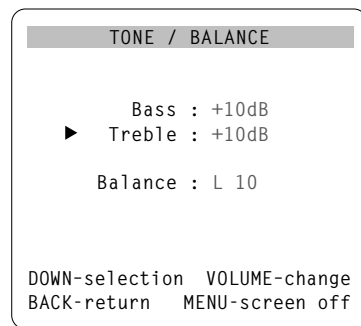 TONE / BALANCE
Bass : +10dB
▶ Treble : +10dB
Balance : L 10
DOWN-selection VOLUME-change
BACK-return MENU-screen off